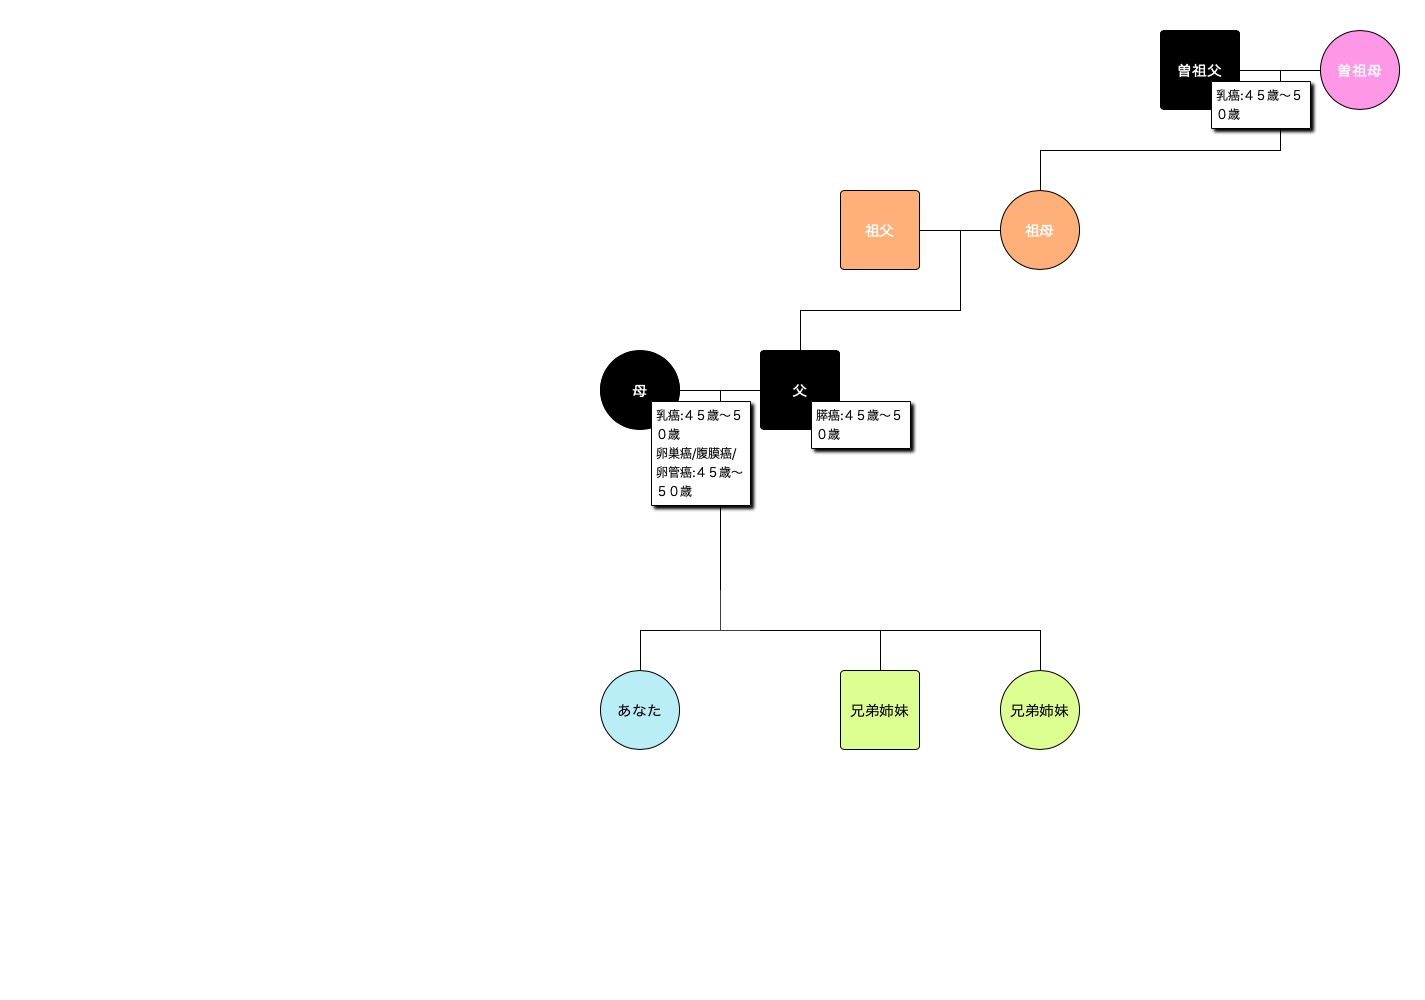 曽祖父
曽祖母
乳癌:４５歳〜５
０歳
祖父
祖母
母
父
乳癌:４５歳〜５
０歳
卵巣癌/腹膜癌/
卵管癌:４５歳〜
５０歳
膵癌:４５歳〜５
０歳
あなた
兄弟姉妹
兄弟姉妹